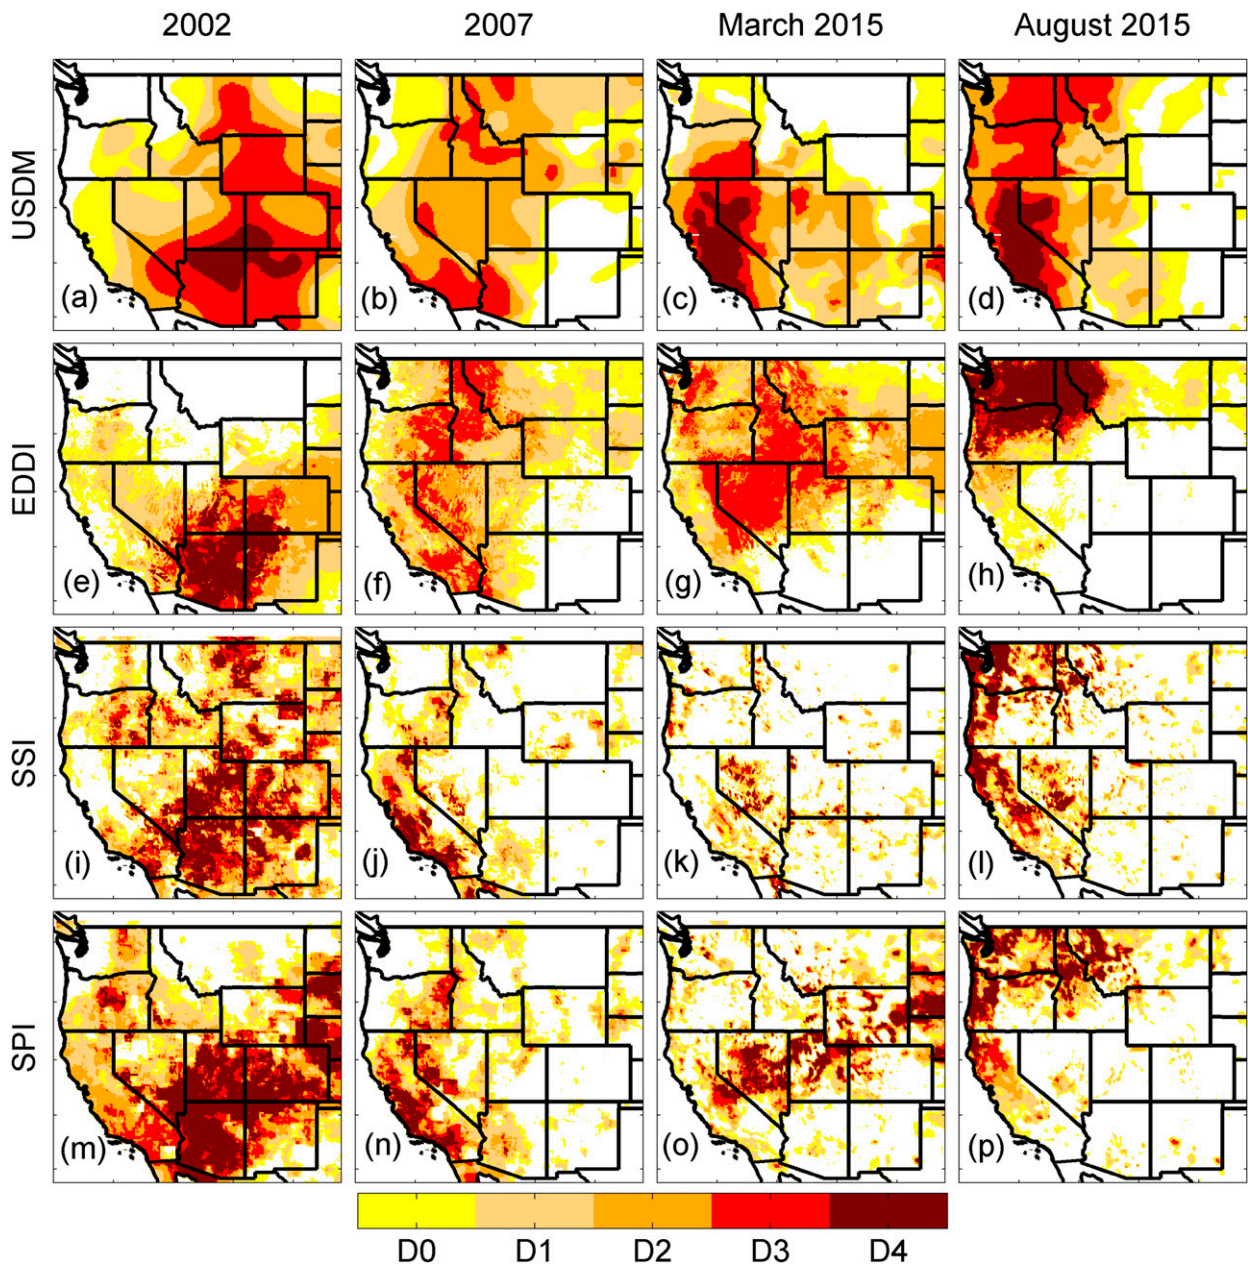 2002 2007 March 2015 August 2015
USDM
(a) (b) (c) (d)
EDDI
(e) (f) (g) (h)
SSI
(i) (j) (k) (l)
SPI
(m) (n) (o) (p)
D0 D1 D2 D3 D4